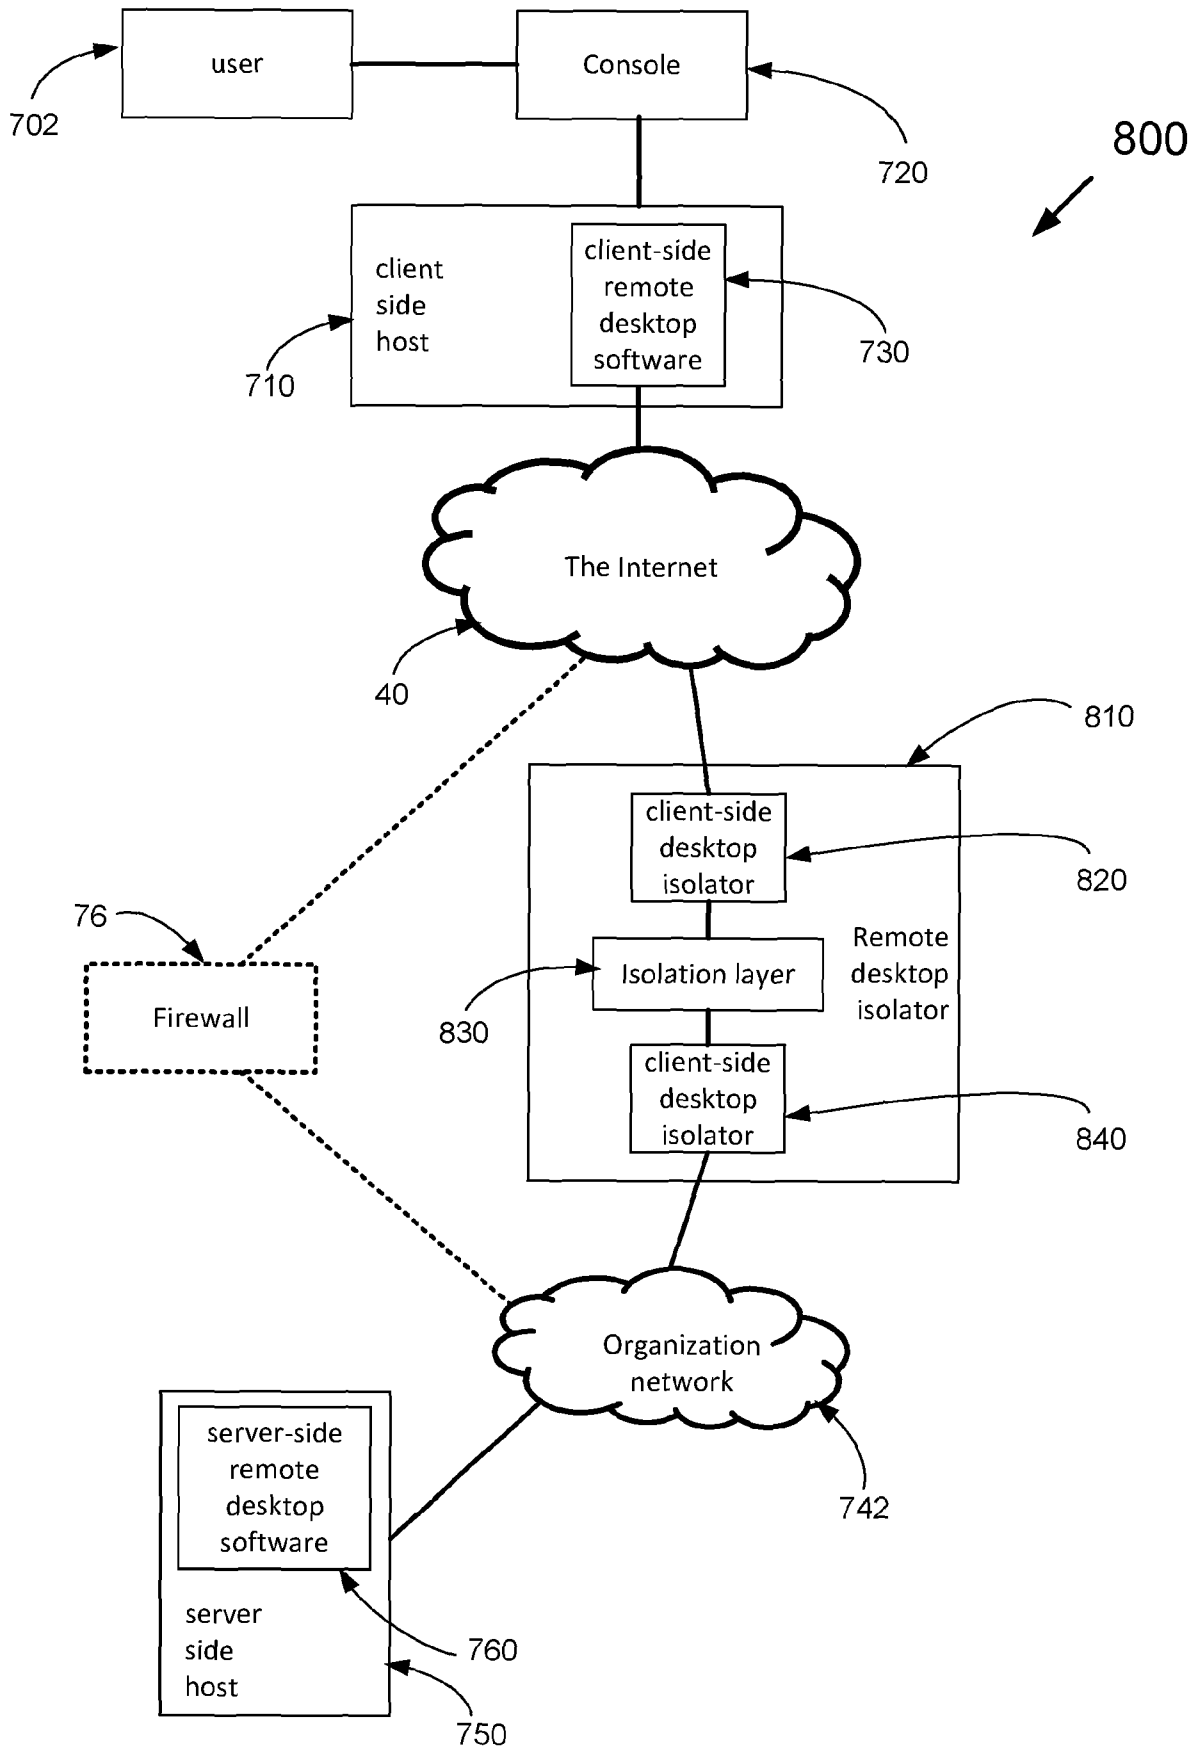 user
Console
702
720
800
client
side
host
client-side
remote
desktop
software
710
730
The Internet
40
810
client-side
desktop
isolator
820
76
Firewall
Isolation layer
830
Remote
desktop
isolator
client-side
desktop
isolator
840
Organization
network
742
server-side
remote
desktop
software
760
server
side
host
750